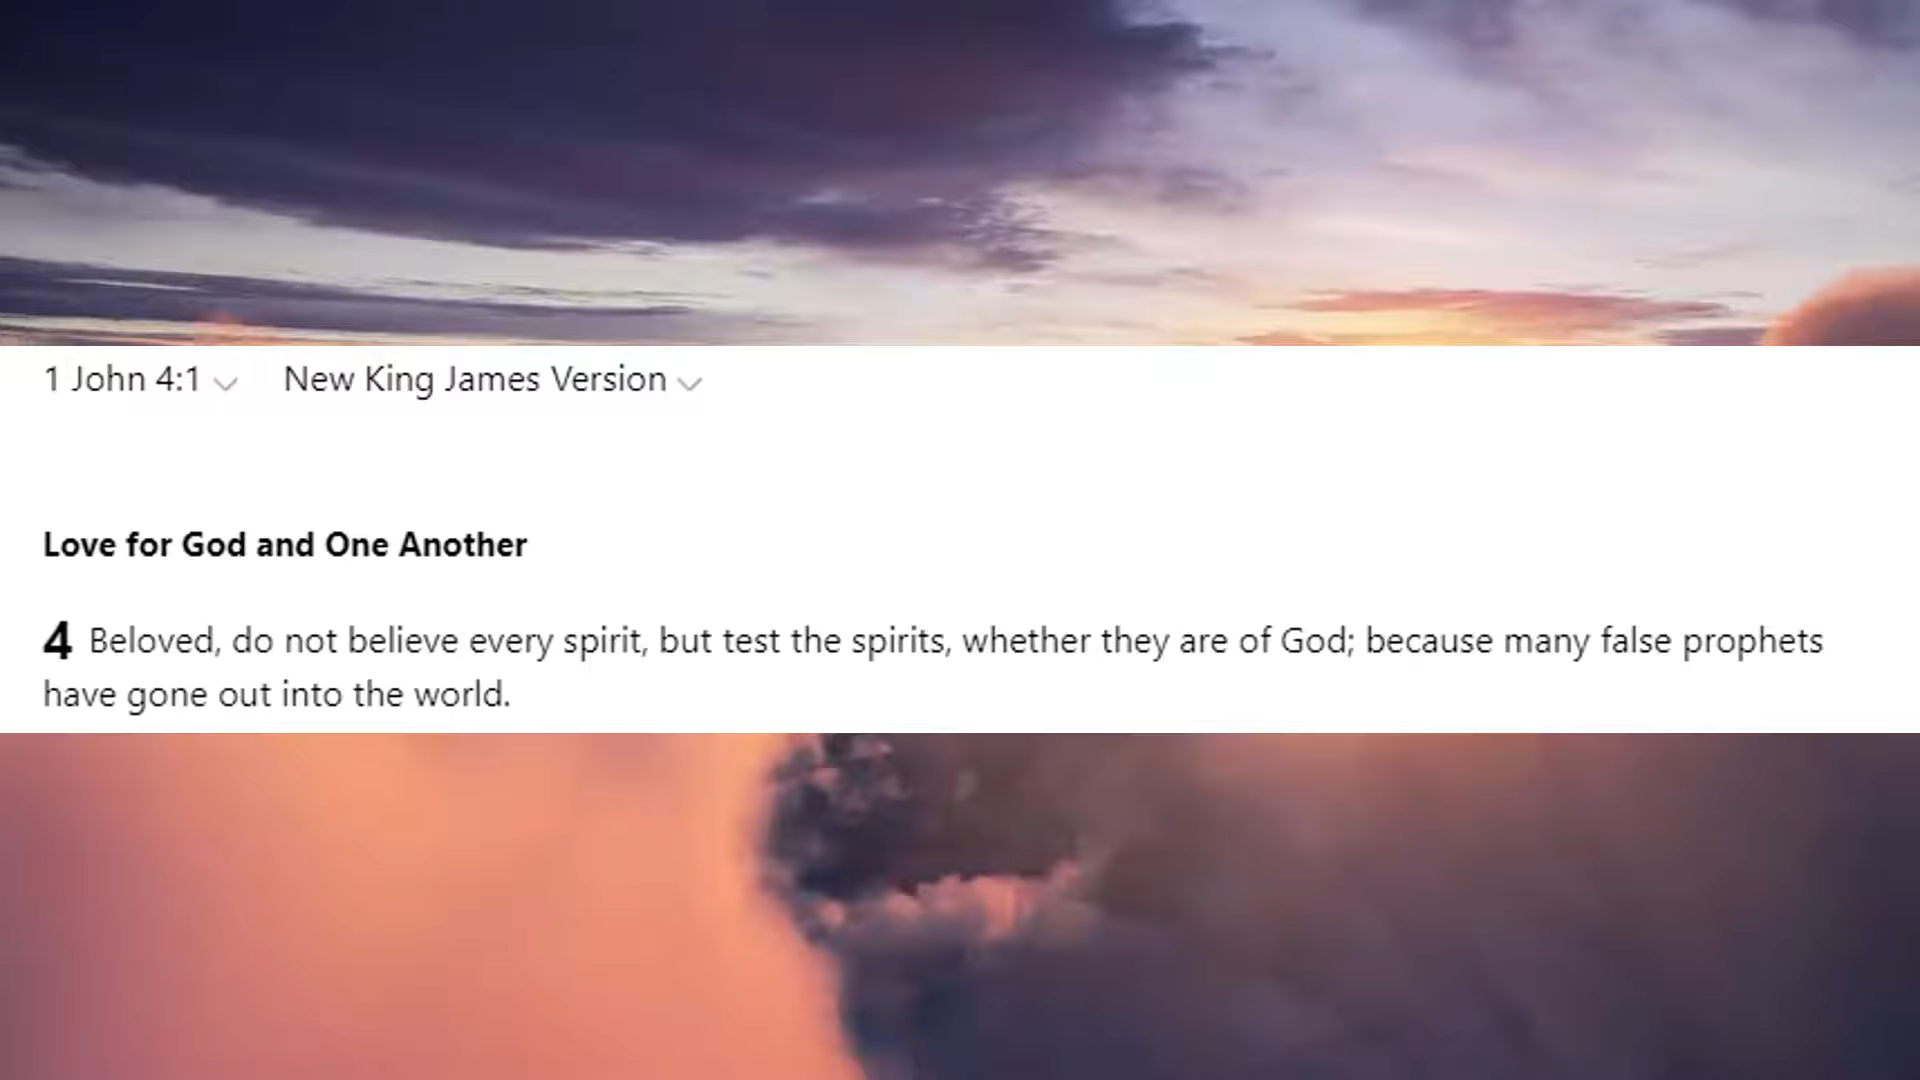 1 John 4:1 New King James Version
Love for God and One Another
4 Beloved, do not believe every spirit, but test the spirits, whether they are of God; because many false prophets
have gone out into the world.